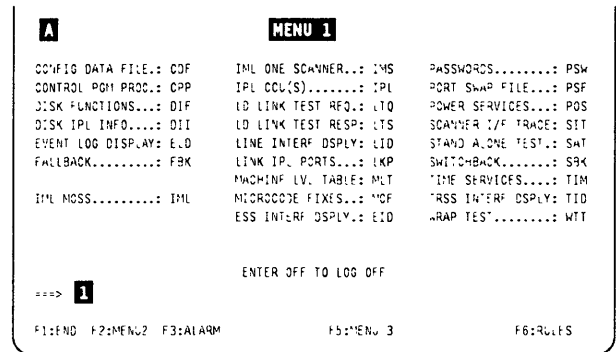 A MENU 1
CONFIG DATA FILE.: CDF IML ONE SCANNER..: IMS PASSWORDS........: PSW
CONTROL PGM PROC.: CPP IPL CCU(S).......: IPL PORT SWAP FILE...: PSF
DISK FUNCTIONS...: DIF LD LINK TEST REQ.: LTQ POWER SERVICES...: POS
DISK IPL INFO....: DII LD LINK TEST RESP: LTS SCANNER I/F TRACE: SIT
EVENT LOG DISPLAY: ELD LINE INTERF DSPLY: LID STAND ALONE TEST.: SAT
FALLBACK.........: FBK LINK IPL PORTS...: LKP SWITCHBACK.......: SBK
MACHINE LVL TABLE: MLT TIME SERVICES....: TIM
IML MOSS.........: IML MICROCODE FIXES..: MCF TRSS INTERF DSPLY: TID
ESS INTERF DSPLY.: EID WRAP TEST........: WTT
ENTER OFF TO LOG OFF
===> 1
F1:END F2:MENU2 F3:ALARM F5:MENU 3 F6:RULES